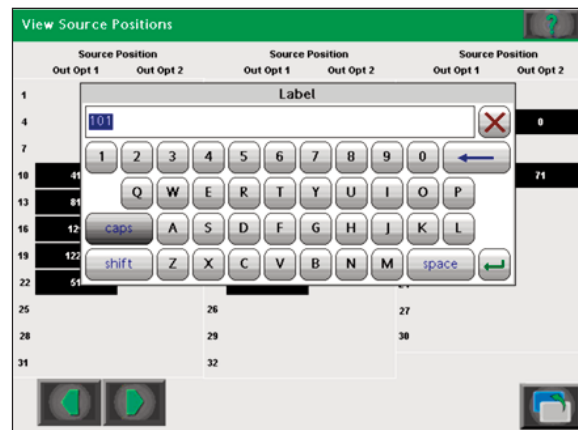 View Source Positions
?
Source Position Source Position Source Position
Out Opt 1 Out Opt 2 Out Opt 1 Out Opt 2 Out Opt 1 Out Opt 2
1
Label
4 101 0
7
1 2 3 4 5 6 7 8 9 0
10 71
Q W E R T Y U I O P
13
16 caps A S D F G H J K L
19 122 shift Z X C V B N M space
22 51
25 26 27
28 29 30
31 32